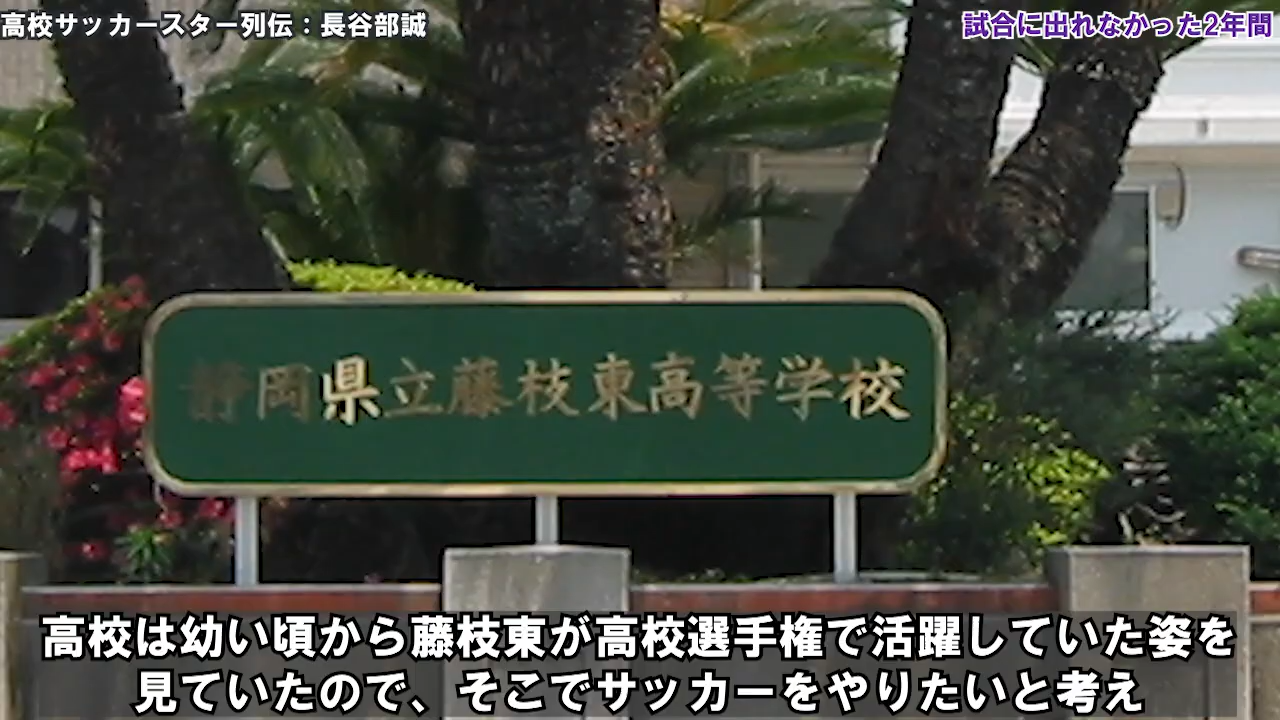 高校サッカースター列伝：長谷部誠
試合に出れなかった2年間
静岡県立藤枝東高等学校
高校は幼い頃から藤枝東が高校選手権で活躍していた姿を
見ていたので、そこでサッカーをやりたいと考え